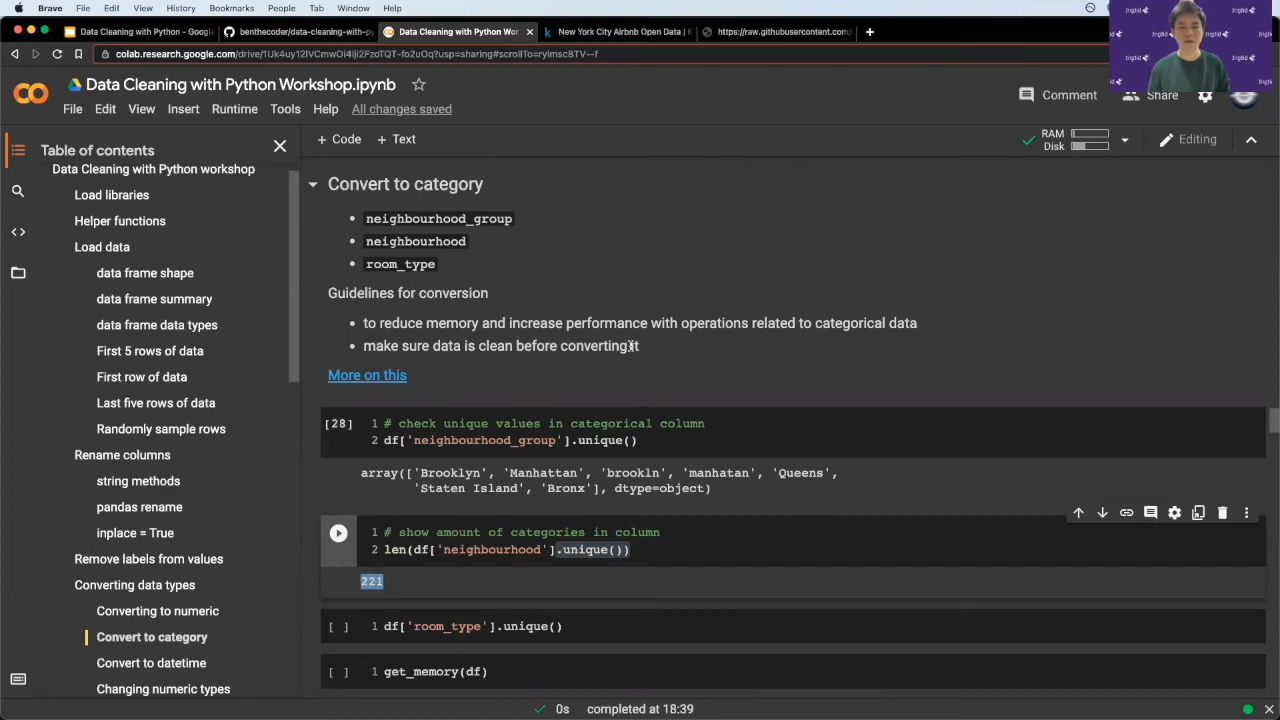 Brave File Edit View History Bookmarks People Tab Window Help
Data Cleaning with Python - Goog
benthecoder/data-cleaning-with-py
Data Cleaning with Python Wo
New York City Airbnb Open Data | K
https://raw.githubusercontent.com/
colab.research.google.com/drive/1Uk4uy12IVCmwOi4Iji2FzoTQT-fo2uOq?usp=sharing#scrollTo=rylmsc8TV--f
Data Cleaning with Python Workshop.ipynb
Comment Share
File Edit View Insert Runtime Tools Help All changes saved
+ Code + Text
RAM
Disk
Editing
Table of contents
Data Cleaning with Python workshop
Load libraries
Helper functions
Load data
data frame shape
data frame summary
data frame data types
First 5 rows of data
First row of data
Last five rows of data
Randomly sample rows
Rename columns
string methods
pandas rename
inplace = True
Remove labels from values
Converting data types
Converting to numeric
Convert to category
Convert to datetime
Changing numeric types
Convert to category
neighbourhood_group
neighbourhood
room_type
Guidelines for conversion
to reduce memory and increase performance with operations related to categorical data
make sure data is clean before converting it
More on this
[28] 1 # check unique values in categorical column
2 df['neighbourhood_group'].unique()
array(['Brooklyn', 'Manhattan', 'brookln', 'manhatan', 'Queens',
'Staten Island', 'Bronx'], dtype=object)
1 # show amount of categories in column
2 len(df['neighbourhood'].unique())
221
[ ] 1 df['room_type'].unique()
[ ] 1 get_memory(df)
0s completed at 18:39